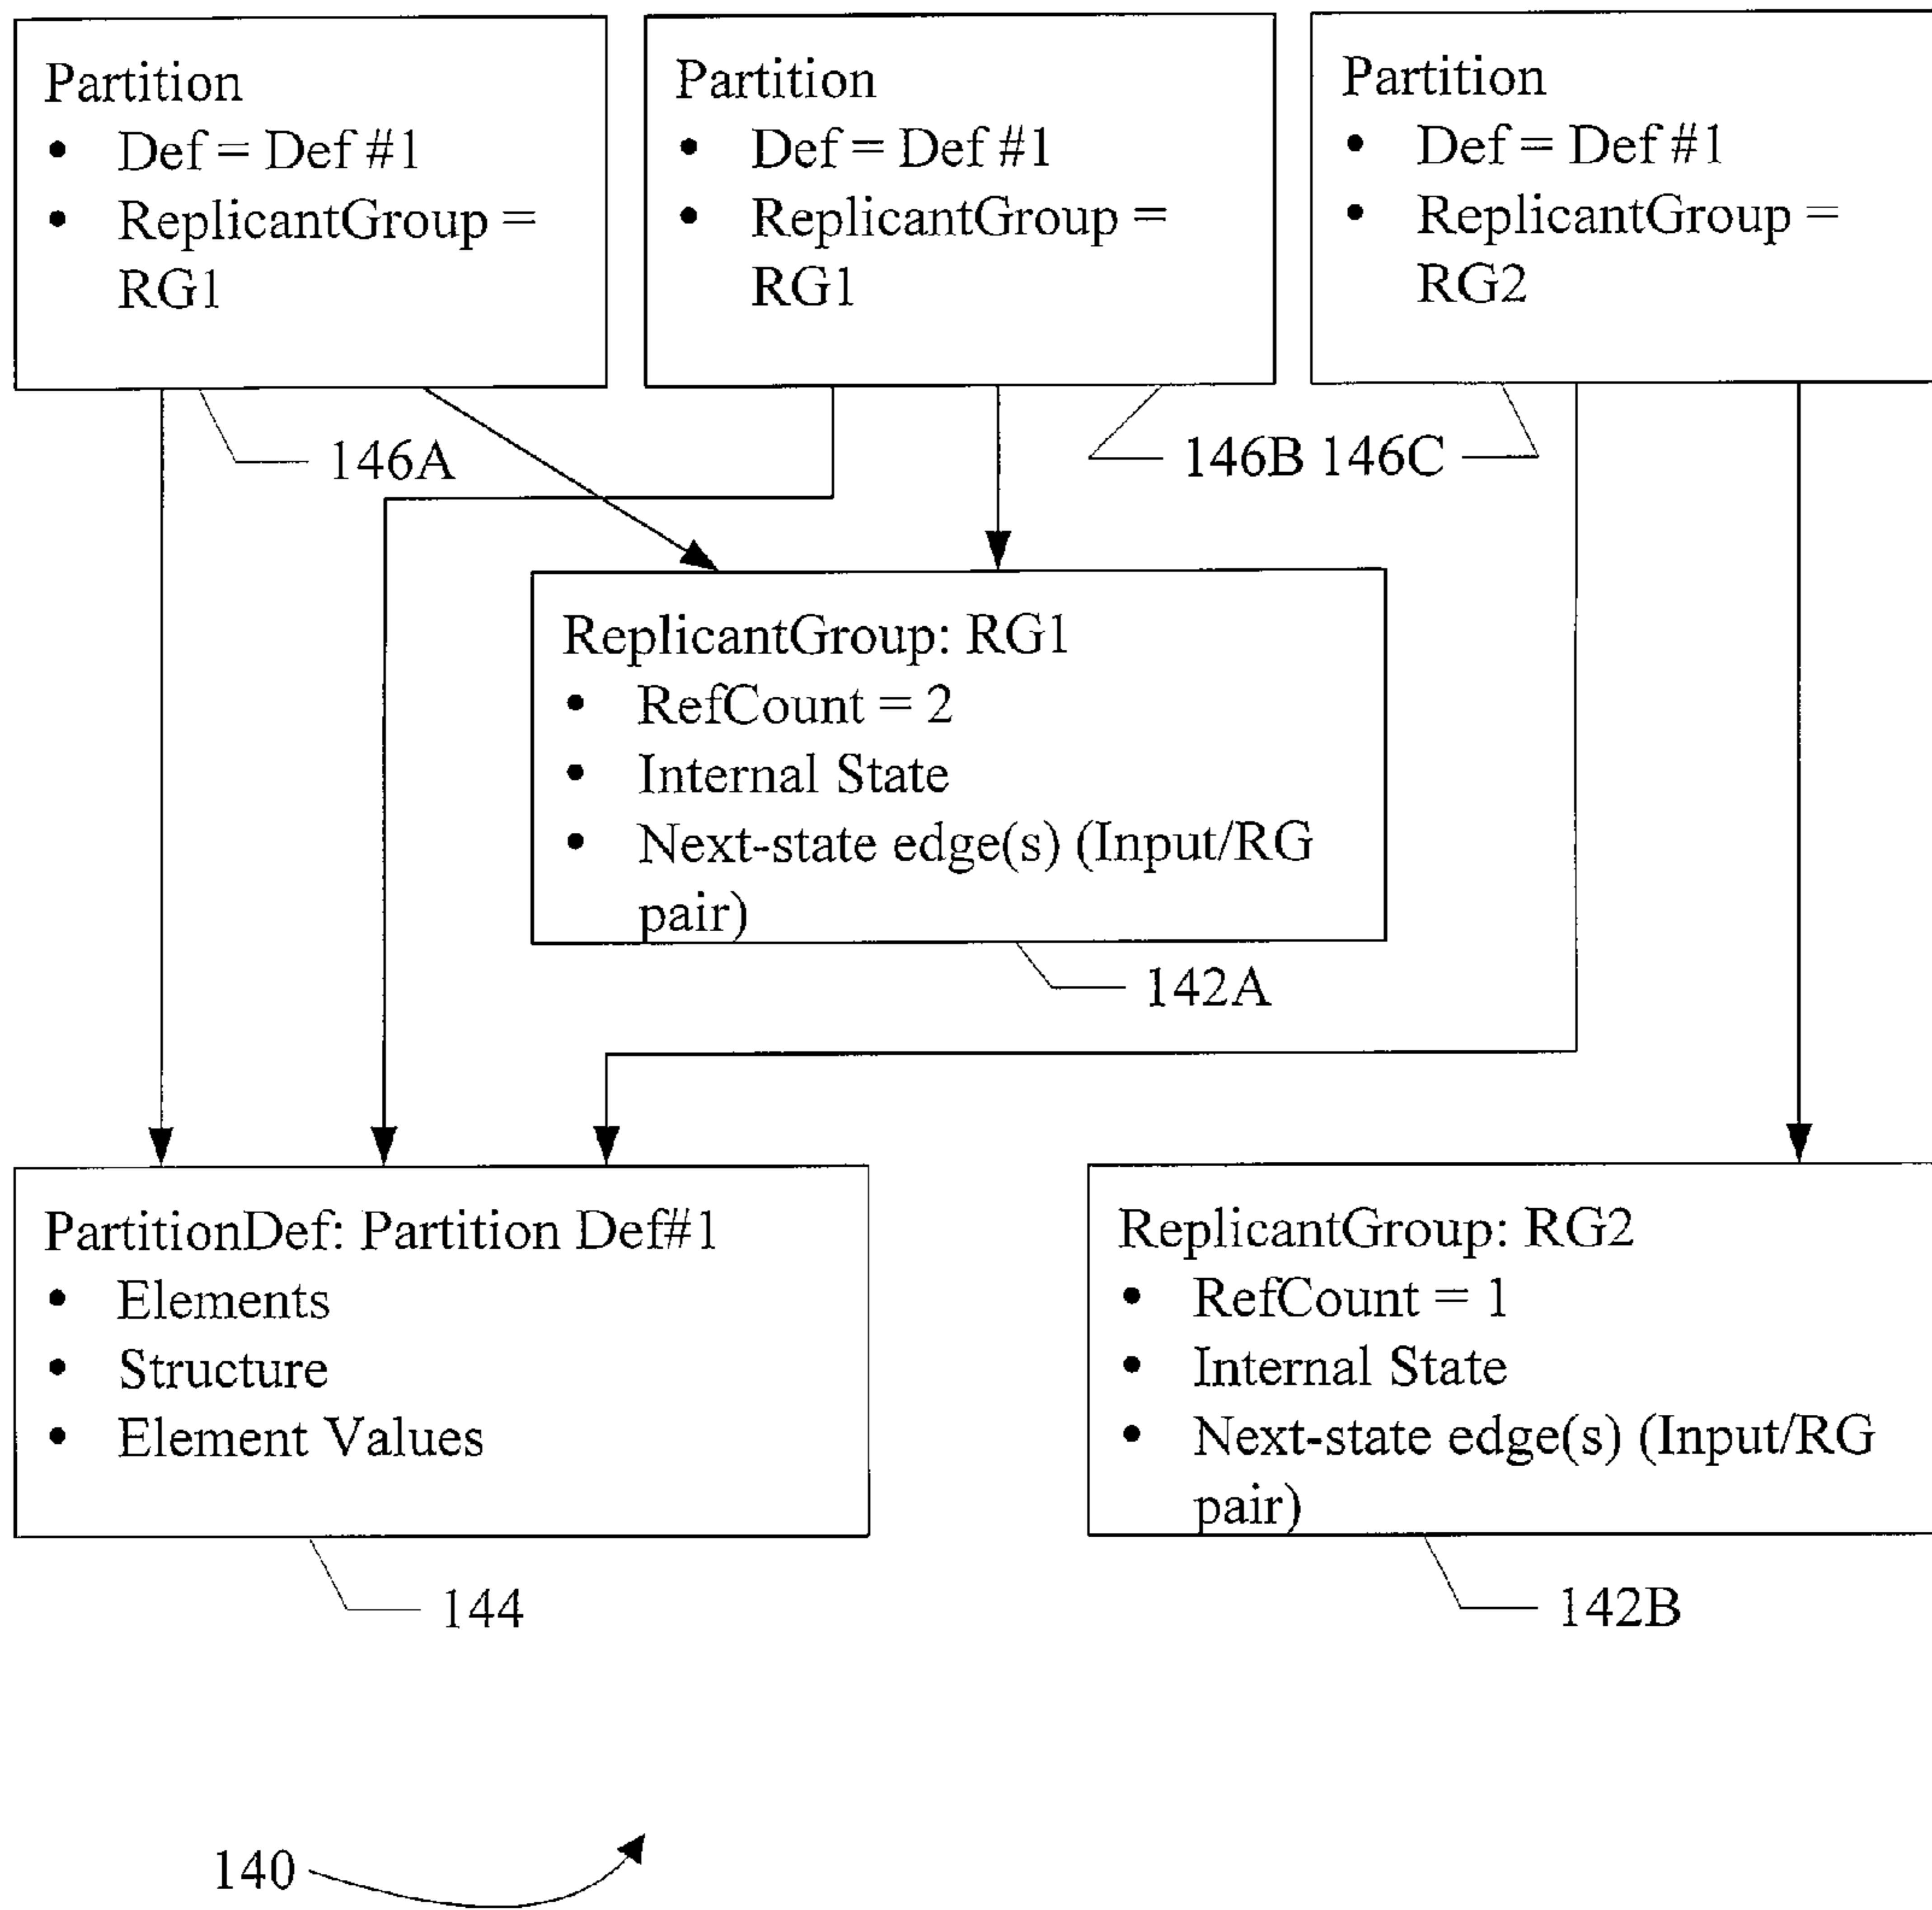 Partition
• Def = Def #1
• ReplicantGroup =
RG1
Partition
• Def = Def #1
• ReplicantGroup =
RG1
Partition
• Def = Def #1
• ReplicantGroup =
RG2
146A
146B
146C
ReplicantGroup: RG1
• RefCount = 2
• Internal State
• Next-state edge(s) (Input/RG
pair)
142A
PartitionDef: Partition Def#1
• Elements
• Structure
• Element Values
144
ReplicantGroup: RG2
• RefCount = 1
• Internal State
• Next-state edge(s) (Input/RG
pair)
142B
140